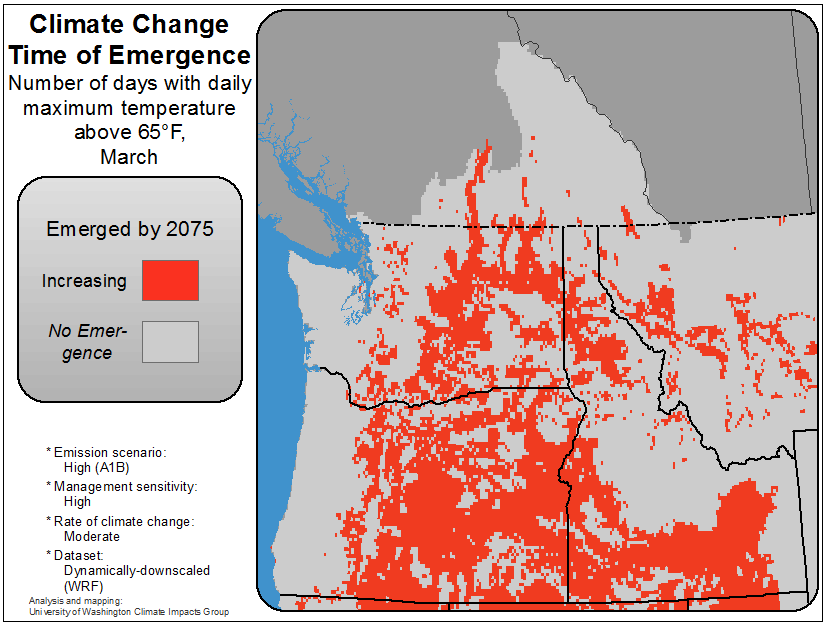 Climate Change
Time of Emergence
Number of days with daily
maximum temperature
above 65°F,
March
Emerged by 2075
Increasing
No Emer-
gence
* Emission scenario:
High (A1B)
* Management sensitivity:
High
* Rate of climate change:
Moderate
* Dataset:
Dynamically-downscaled
(WRF)
Analysis and mapping:
University of Washington Climate Impacts Group